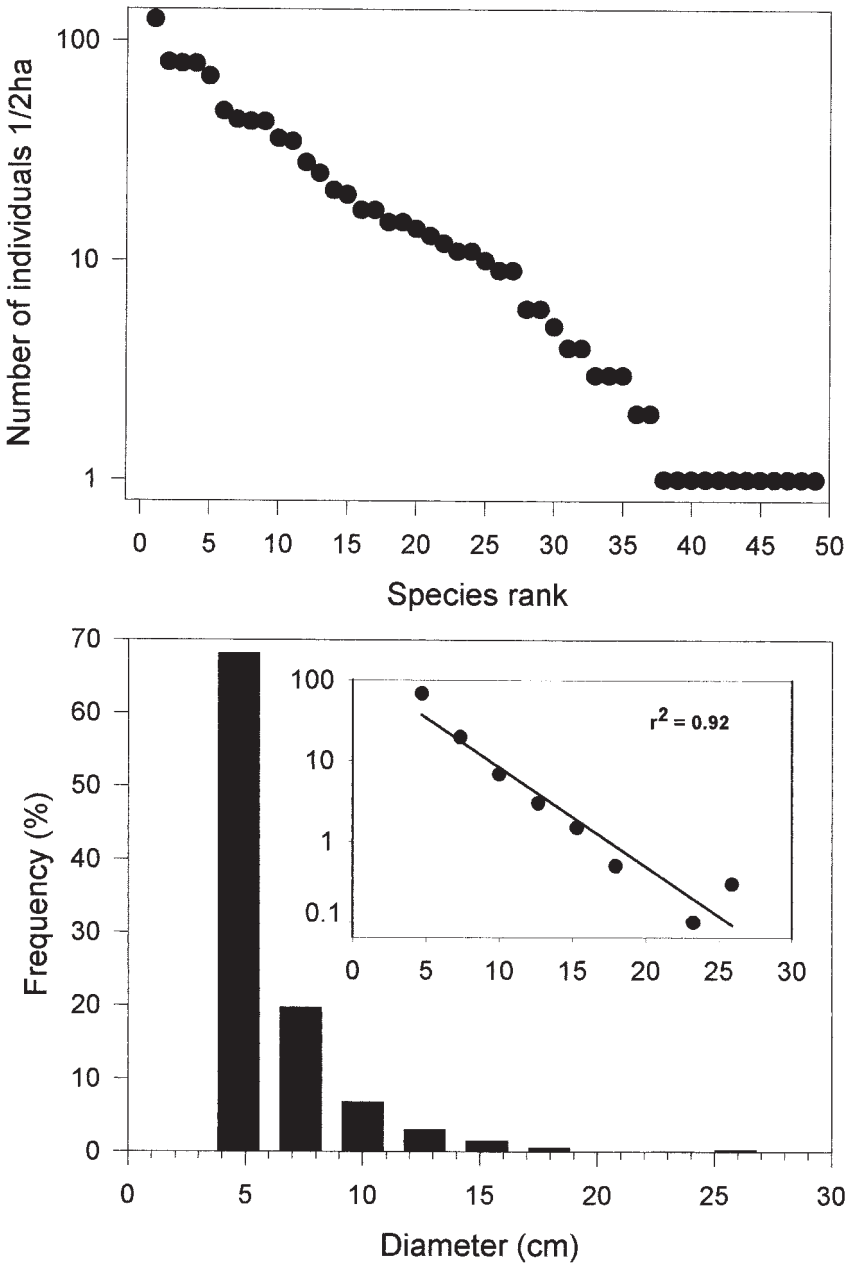 Number of individuals 1/2ha
100
10
1
0 5 10 15 20 25 30 35 40 45 50
Species rank
Frequency (%)
70
60
50
40
30
20
10
0
100
10
1
0.1
r² = 0.92
0 5 10 15 20 25 30
0 5 10 15 20 25 30
Diameter (cm)